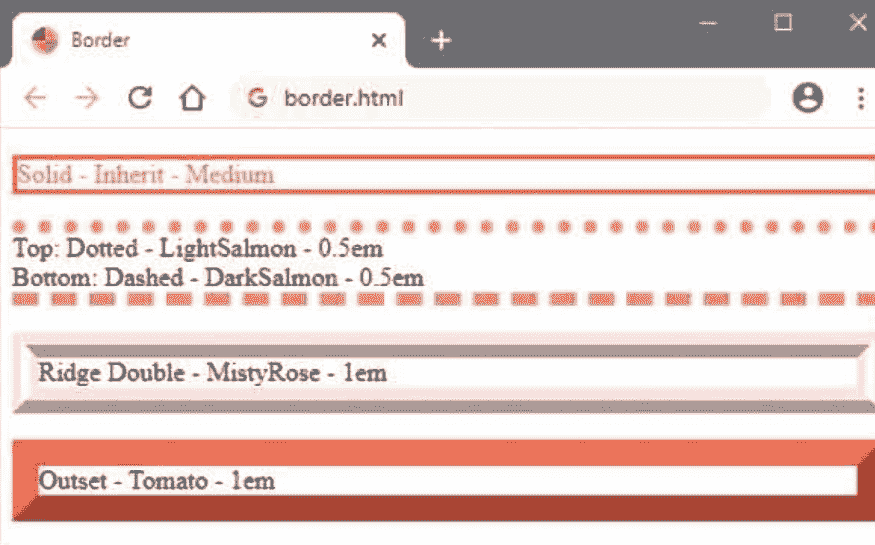 Border
border.html
Solid - Inherit - Medium
Top: Dotted - LightSalmon - 0.5em
Bottom: Dashed - DarkSalmon - 0.5em
Ridge Double - MistyRose - 1em
Outset - Tomato - 1em